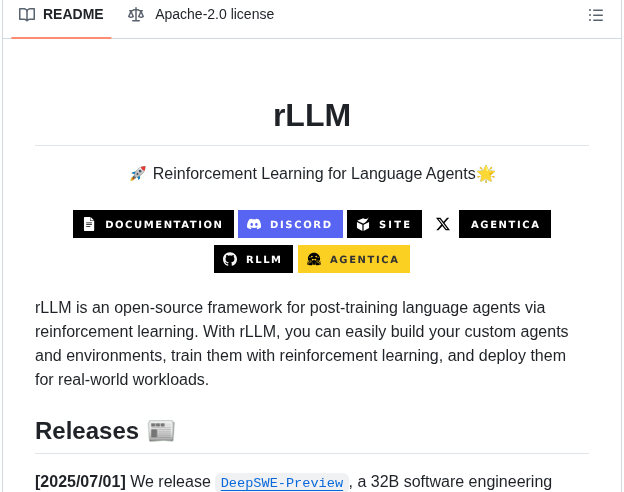 README Apache-2.0 license
rLLM
🚀 Reinforcement Learning for Language Agents🌟
DOCUMENTATION DISCORD SITE AGENTICA
RLLM AGENTICA
rLLM is an open-source framework for post-training language agents via
reinforcement learning. With rLLM, you can easily build your custom agents
and environments, train them with reinforcement learning, and deploy them
for real-world workloads.
Releases 📰
[2025/07/01] We release DeepSWE-Preview, a 32B software engineering